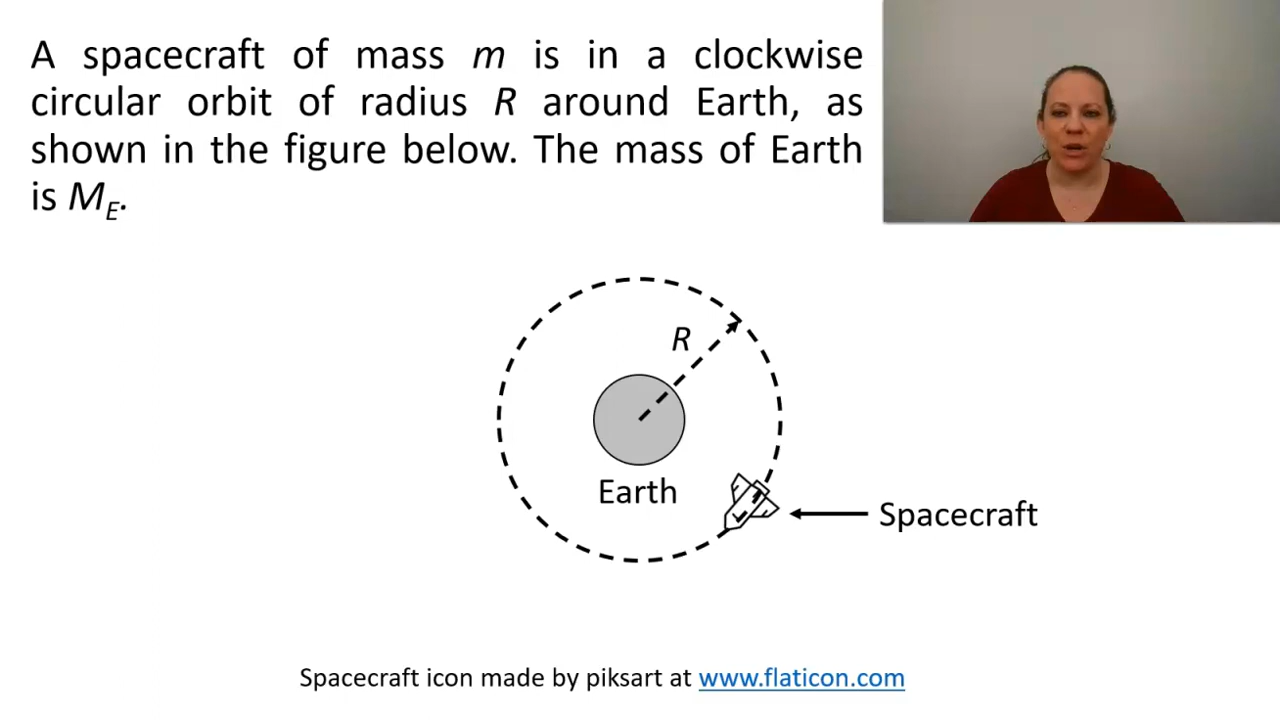 A spacecraft of mass m is in a clockwise
circular orbit of radius R around Earth, as
shown in the figure below. The mass of Earth
is M_E.
R
Earth
Spacecraft
Spacecraft icon made by piksart at www.flaticon.com